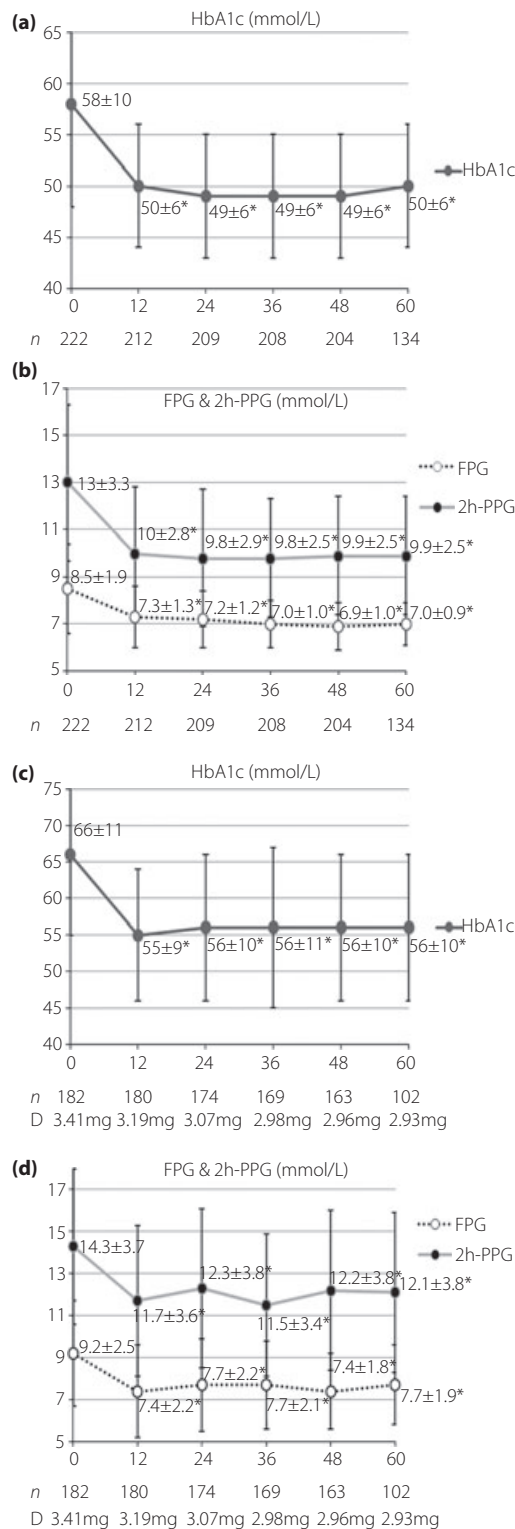 (a)
HbA1c (mmol/L)
65
60
55
50
45
40
58±10
50±6*
49±6*
49±6*
49±6*
50±6*
HbA1c
0 12 24 36 48 60
n 222 212 209 208 204 134
(b)
FPG & 2h-PPG (mmol/L)
17
15
13
11
9
7
5
13±3.3
10±2.8*
9.8±2.9*
9.8±2.5*
9.9±2.5*
9.9±2.5*
8.5±1.9
7.3±1.3*
7.2±1.2*
7.0±1.0*
6.9±1.0*
7.0±0.9*
FPG
2h-PPG
0 12 24 36 48 60
n 222 212 209 208 204 134
(c)
HbA1c (mmol/L)
75
70
65
60
55
50
45
40
66±11
55±9*
56±10*
56±11*
56±10*
56±10*
HbA1c
0 12 24 36 48 60
n 182 180 174 169 163 102
D 3.41mg 3.19mg 3.07mg 2.98mg 2.96mg 2.93mg
(d)
FPG & 2h-PPG (mmol/L)
17
15
13
11
9
7
5
14.3±3.7
11.7±3.6*
12.3±3.8*
11.5±3.4*
12.2±3.8*
12.1±3.8*
9.2±2.5
7.4±2.2*
7.7±2.2*
7.7±2.1*
7.4±1.8*
7.7±1.9*
FPG
2h-PPG
0 12 24 36 48 60
n 182 180 174 169 163 102
D 3.41mg 3.19mg 3.07mg 2.98mg 2.96mg 2.93mg